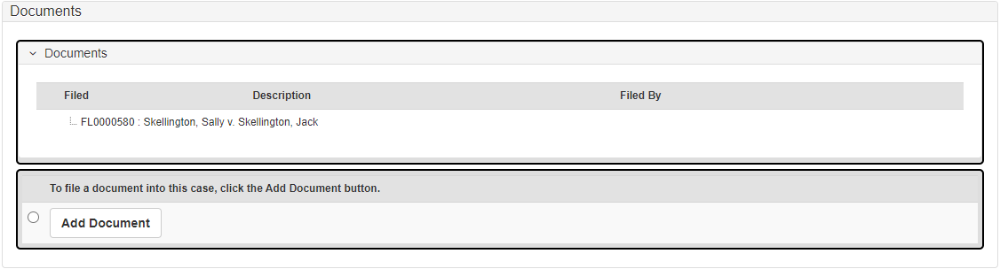 Documents
Documents
Filed Description Filed By
FL0000580 : Skellington, Sally v. Skellington, Jack
To file a document into this case, click the Add Document button.
Add Document